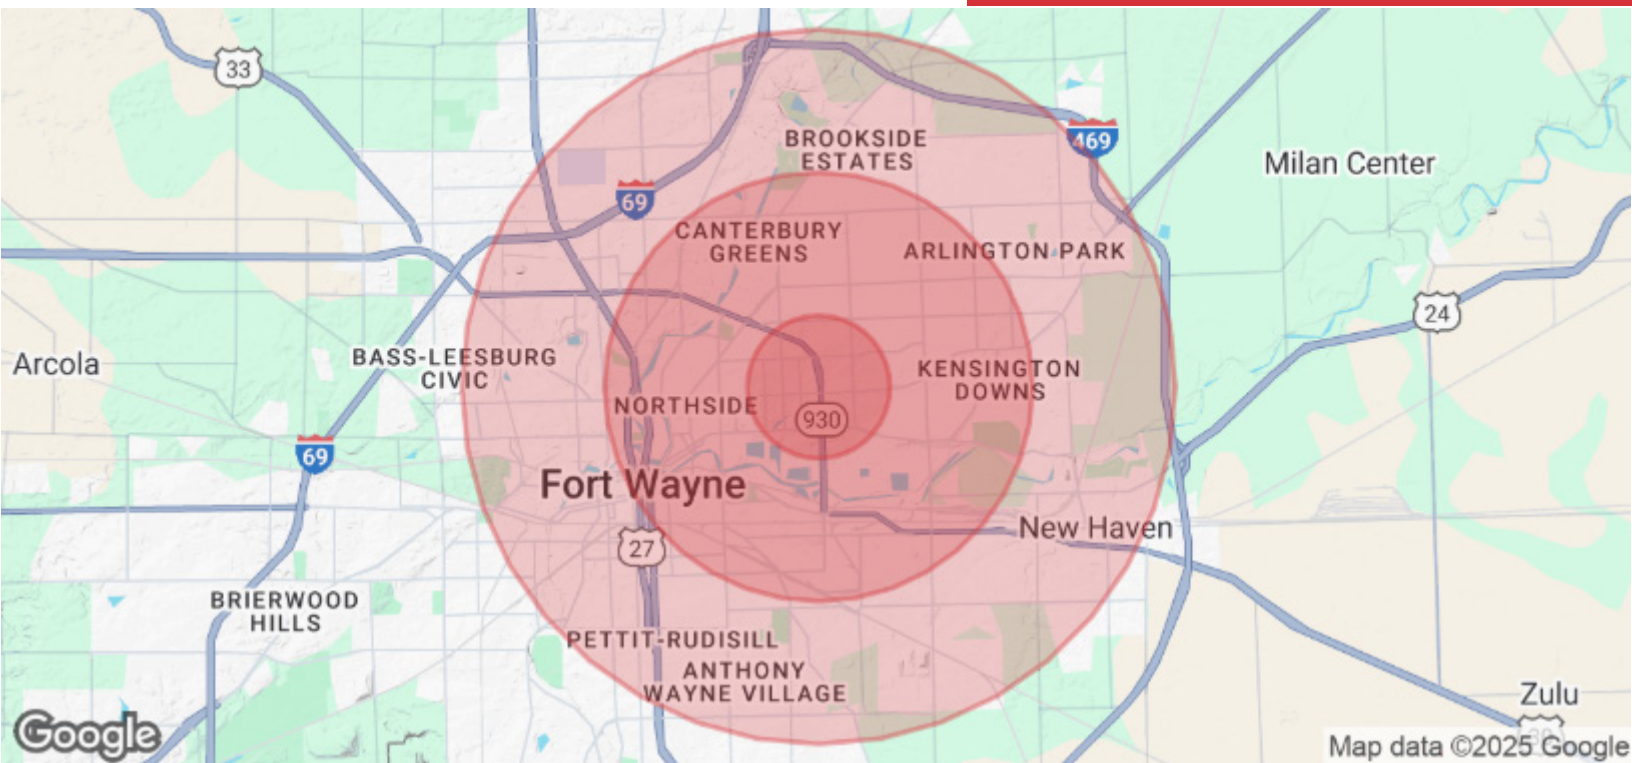 33
469
BROOKSIDE
ESTATES
Milan Center
69
CANTERBURY
GREENS
ARLINGTON PARK
24
Arcola
BASS-LEESBURG
CIVIC
KENSINGTON
DOWNS
NORTHSIDE
930
69
Fort Wayne
New Haven
27
BRIERWOOD
HILLS
PETTIT-RUDISILL
ANTHONY
WAYNE VILLAGE
Zulu
30
Google
Map data ©2025 Google